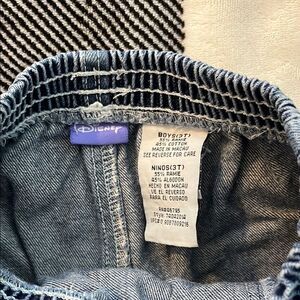 Disney
BOYS(3T)
55% RAMIE
45% COTTON
MADE IN MACAU
SEE REVERSE FOR CARE
NINOS(3T)
55% RAMIE
45% ALGODON
HECHO EN MACAU
VE EL REVERSO
PARA EL CUIDADO